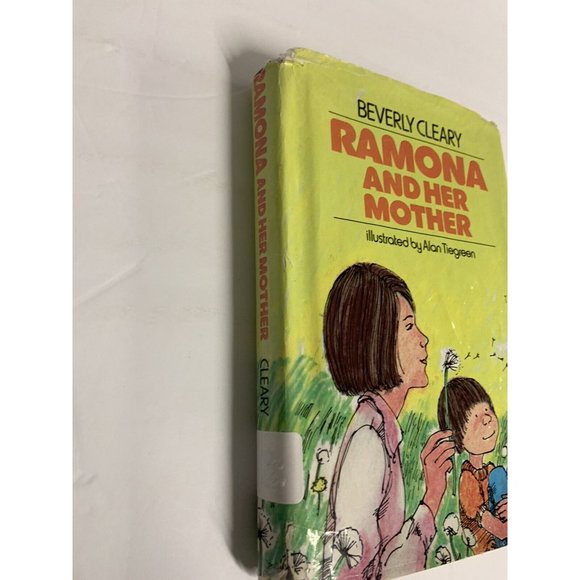 BEVERLY CLEARY
RAMONA
AND HER
MOTHER
illustrated by Alan Tiegreen
RAMONA AND HER MOTHER CLEARY